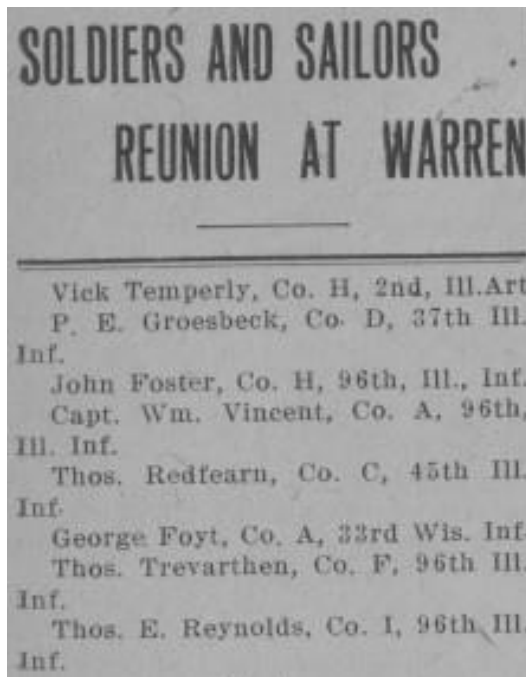 SOLDIERS AND SAILORS
REUNION AT WARREN
Vick Temperly, Co. H, 2nd, Ill.Art
P. E. Groesbeck, Co. D, 37th Ill.
Inf.
John Foster, Co. H, 96th, Ill., Inf.
Capt. Wm. Vincent, Co. A, 96th,
Ill. Inf.
Thos. Redfearn, Co. C, 45th Ill.
Inf.
George Foyt, Co. A, 33rd Wis. Inf.
Thos. Trevarthen, Co. F, 96th Ill.
Inf.
Thos. E. Reynolds, Co. I, 96th Ill.
Inf.